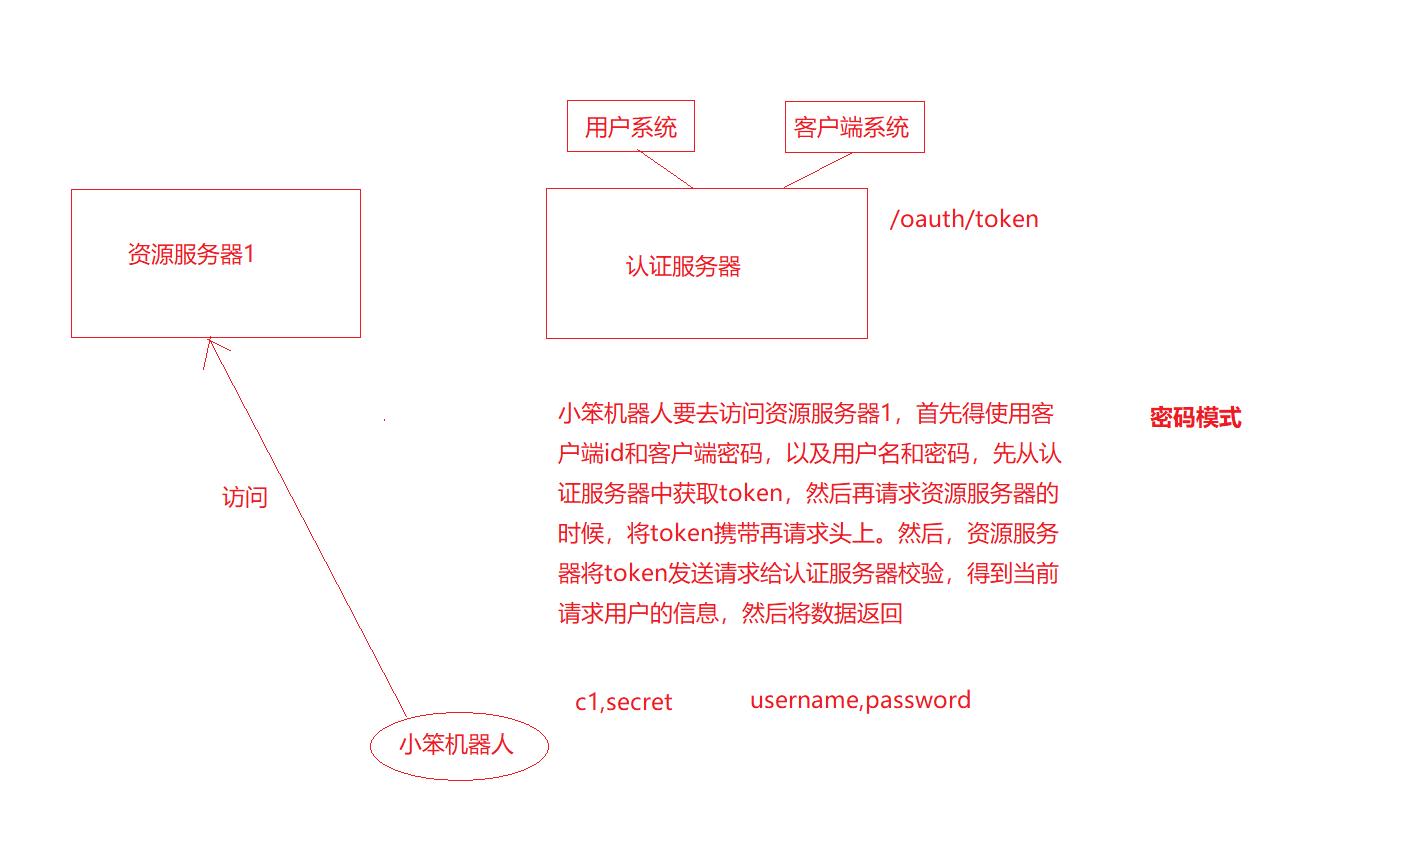 用户系统
客户端系统
/oauth/token
资源服务器1
认证服务器
小笨机器人要去访问资源服务器1，首先得使用客
户端id和客户端密码，以及用户名和密码，先从认
证服务器中获取token，然后再请求资源服务器的
时候，将token携带再请求头上。然后，资源服务
器将token发送请求给认证服务器校验，得到当前
请求用户的信息，然后将数据返回
密码模式
访问
c1,secret
username,password
小笨机器人